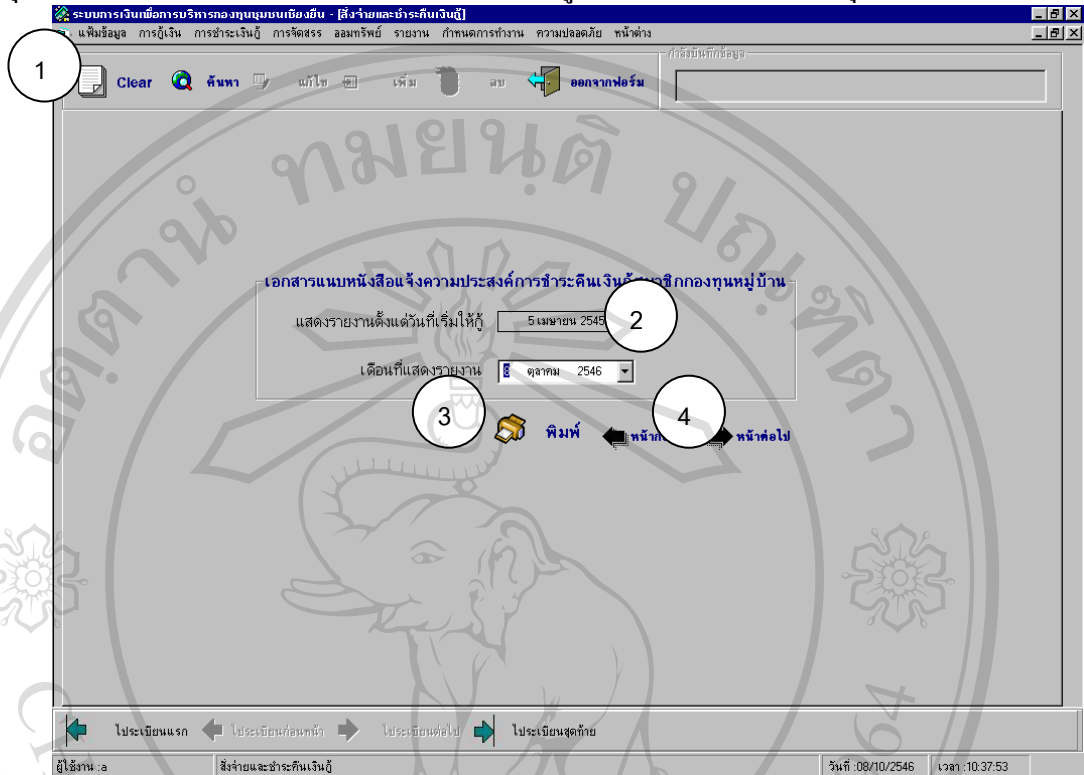 ระบบการเงินเพื่อการบริหารกองทุนชุมชนเชียงยืน - [สั่งจ่ายและชำระคืนเงินกู้]
แฟ้มข้อมูล การกู้เงิน การชำระเงินกู้ การจัดสรร ออมทรัพย์ รายงาน กำหนดการทำงาน ความปลอดภัย หน้าต่าง
1
Clear ค้นหา แก้ไข เพิ่ม ลบ ออกจากฟอร์ม
กำลังบันทึกข้อมูล
เอกสารแนบหนังสือแจ้งความประสงค์การชำระคืนเงินกู้สมาชิกกองทุนหมู่บ้าน
แสดงรายงานตั้งแต่วันที่เริ่มให้กู้ 5 เมษายน 2545 2
เดือนที่แสดงรายงาน 8 ตุลาคม 2546
3 พิมพ์ 4 หน้าต่อไป
ไประเบียนแรก ไประเบียนก่อนหน้า ไประเบียนต่อไป ไประเบียนสุดท้าย
ผู้ใช้งาน :a สั่งจ่ายและชำระคืนเงินกู้ วันที่ :08/10/2546 เวลา :10:37:53
64